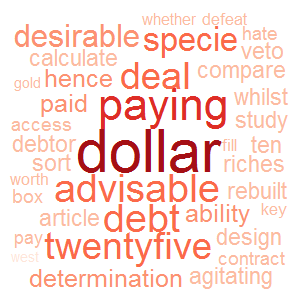 whether defeat
desirable specie hate
calculate veto
gold hence deal compare
paid paying whilst
access study
debtor dollar fill ten
sort riches
worth advisable rebuilt
box
article debt ability key
pay twentyfive design
west contract
determination agitating